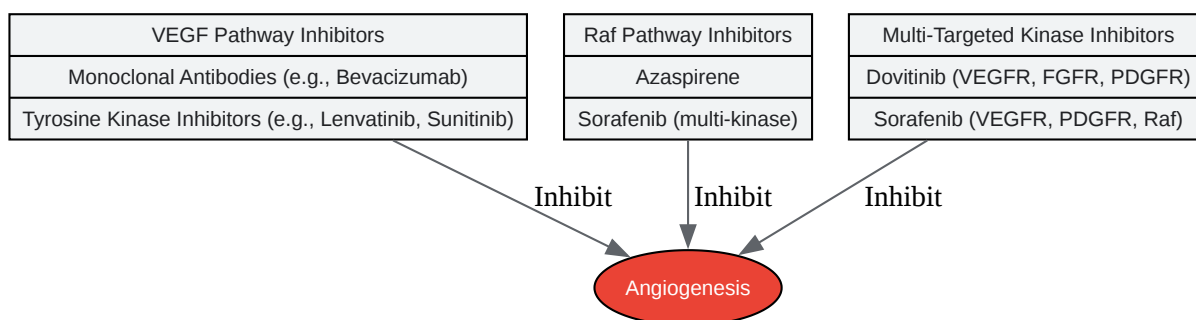 VEGF Pathway Inhibitors
Monoclonal Antibodies (e.g., Bevacizumab)
Tyrosine Kinase Inhibitors (e.g., Lenvatinib, Sunitinib)
Raf Pathway Inhibitors
Azaspirene
Sorafenib (multi-kinase)
Multi-Targeted Kinase Inhibitors
Dovitinib (VEGFR, FGFR, PDGFR)
Sorafenib (VEGFR, PDGFR, Raf)
Inhibit
Inhibit
Inhibit
Angiogenesis